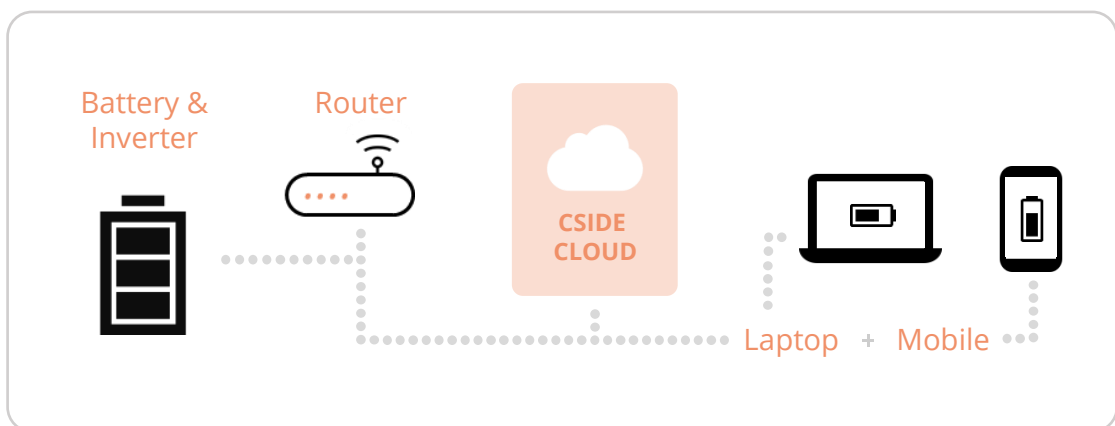 Battery &
Inverter
Router
CSIDE
CLOUD
Laptop + Mobile